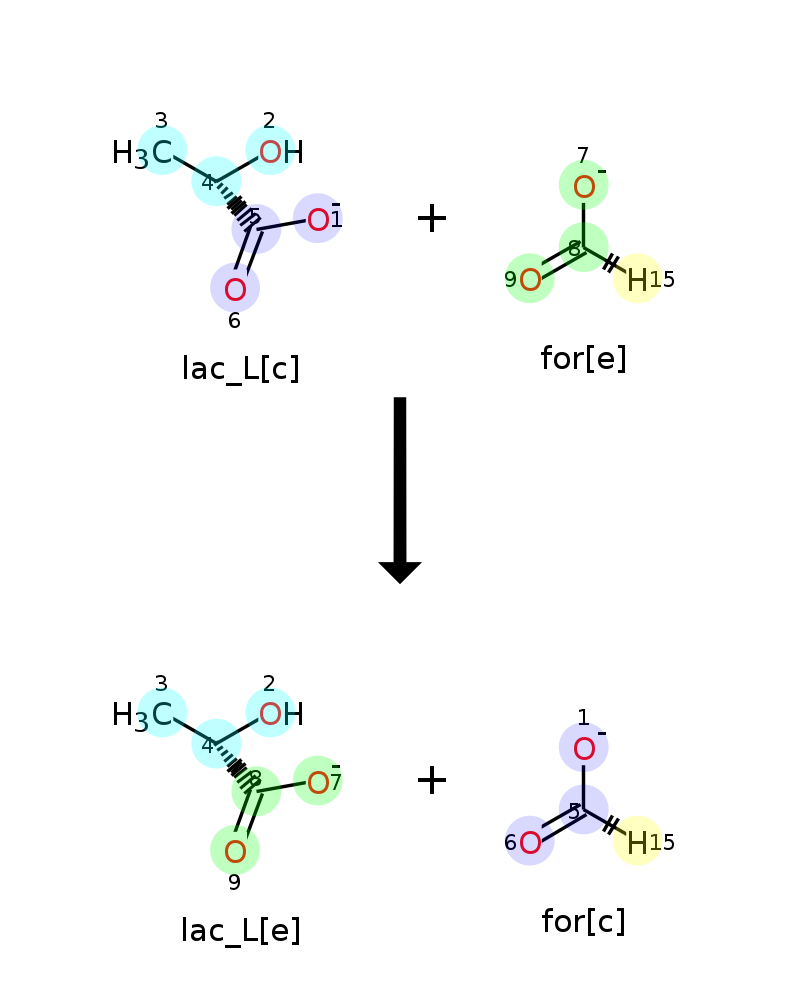 3 2
H3C OH
4
5 O- 1
O
6
lac_L[c]
+
7
O-
8
9 O H 15
for[e]
3 2
H3C OH
4
8 O- 7
O
9
lac_L[e]
+
1
O-
5
6 O H 15
for[c]